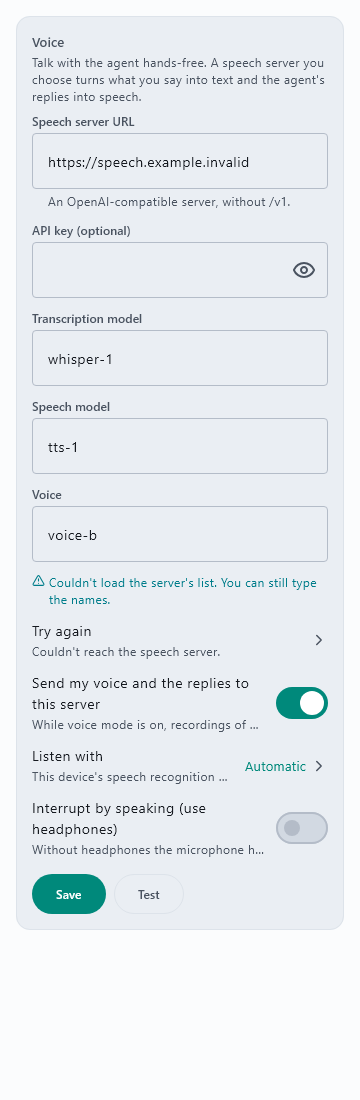 Voice
Talk with the agent hands-free. A speech server you
choose turns what you say into text and the agent's
replies into speech.
Speech server URL
https://speech.example.invalid
An OpenAI-compatible server, without /v1.
API key (optional)
Transcription model
whisper-1
Speech model
tts-1
Voice
voice-b
Couldn't load the server's list. You can still type
the names.
Try again
Couldn't reach the speech server.
Send my voice and the replies to
this server
While voice mode is on, recordings of ...
Listen with
This device's speech recognition ...
Automatic
Interrupt by speaking (use
headphones)
Without headphones the microphone h...
Save
Test